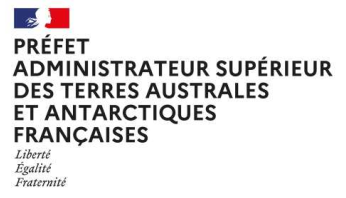 PRÉFET
ADMINISTRATEUR SUPÉRIEUR
DES TERRES AUSTRALES
ET ANTARCTIQUES
FRANÇAISES
Liberté
Égalité
Fraternité